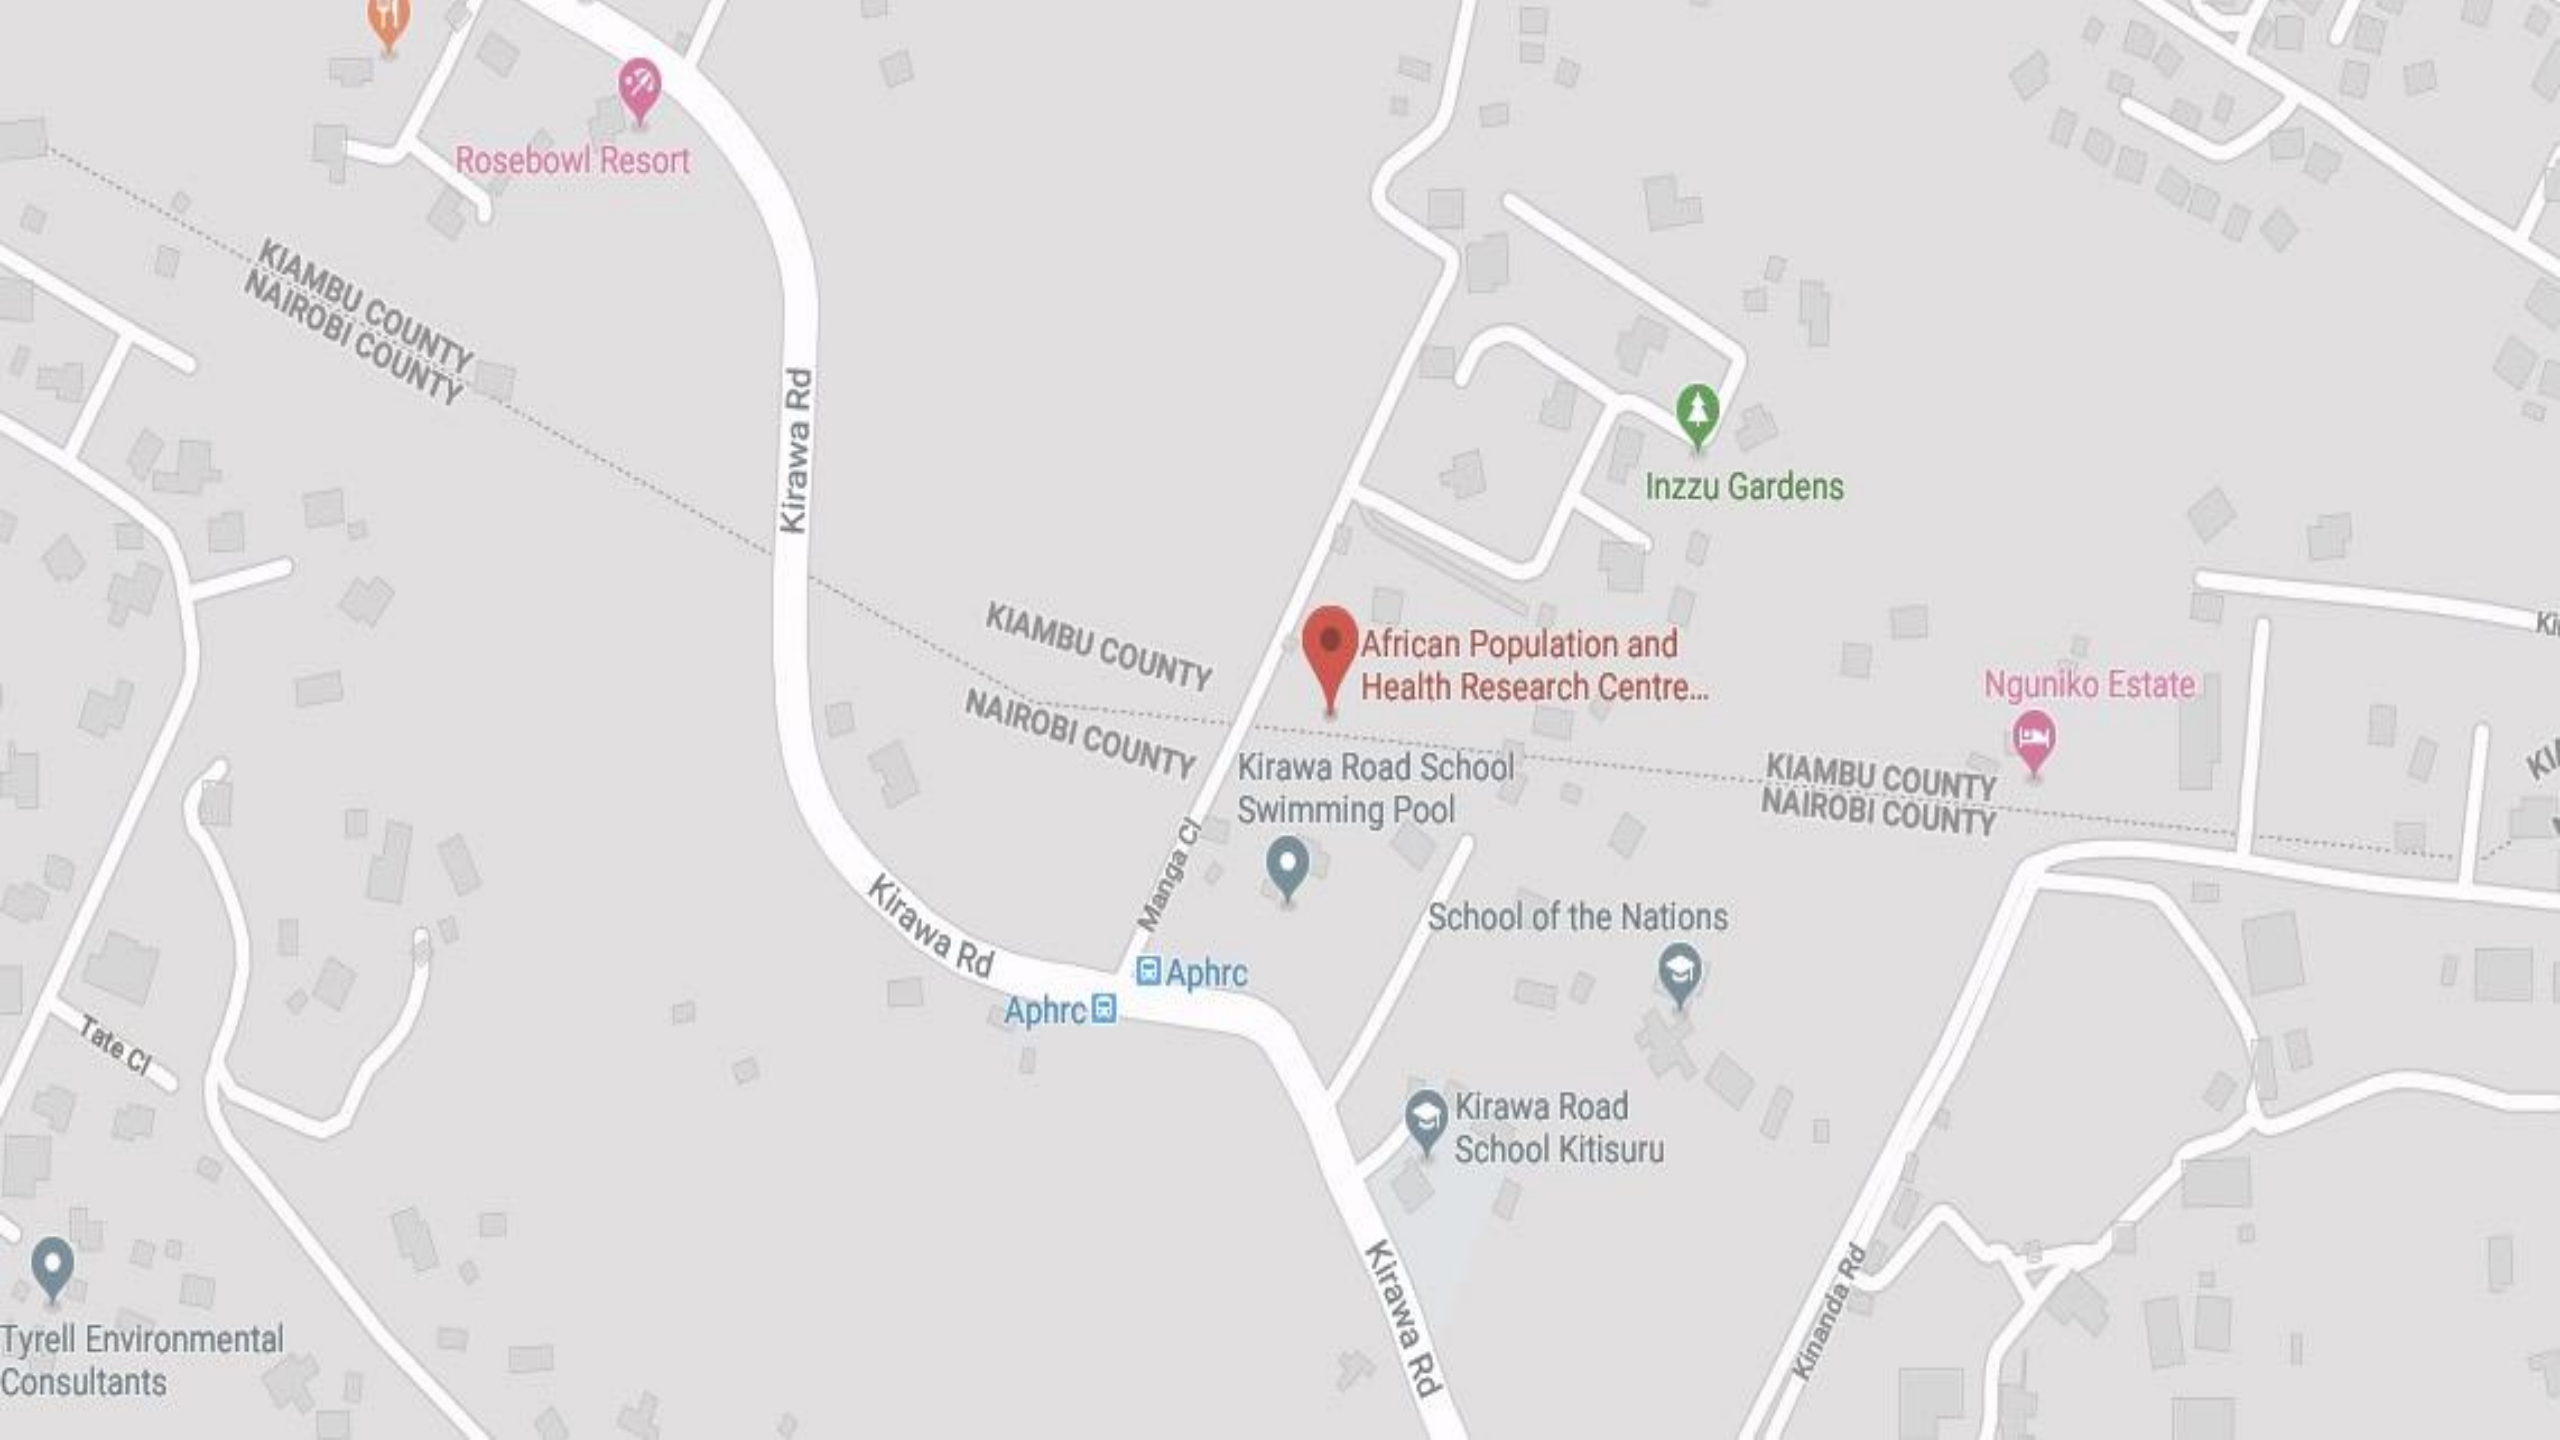 Rosebowl Resort
KIAMBU COUNTY
NAIROBI COUNTY
Kirawa Rd
Inzzu Gardens
KIAMBU COUNTY
NAIROBI COUNTY
African Population and
Health Research Centre...
Nguniko Estate
Kirawa Road School
Swimming Pool
KIAMBU COUNTY
NAIROBI COUNTY
Manga Cl
Kirawa Rd
School of the Nations
Aphrc
Aphrc
Tate Cl
Kirawa Road
School Kitisuru
Kirawa Rd
Kinanda Rd
Tyrell Environmental
Consultants